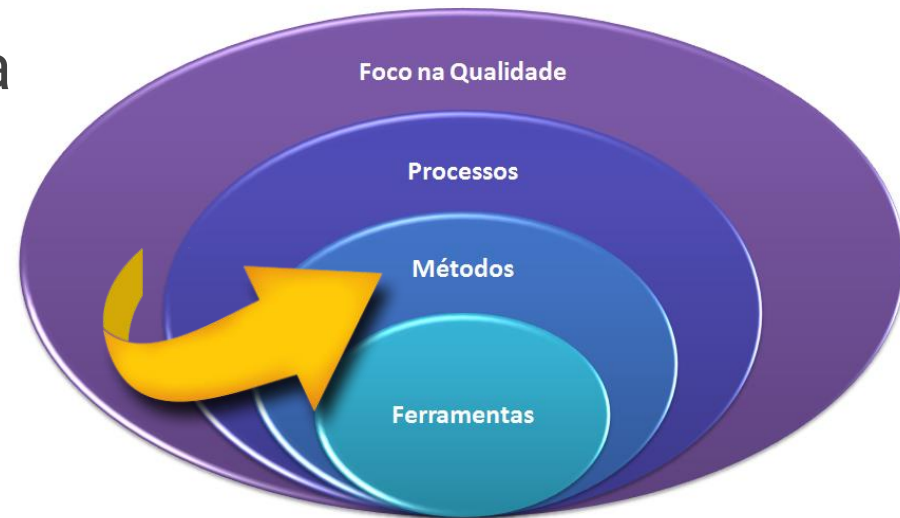 a
Foco na Qualidade
Processos
Métodos
Ferramentas